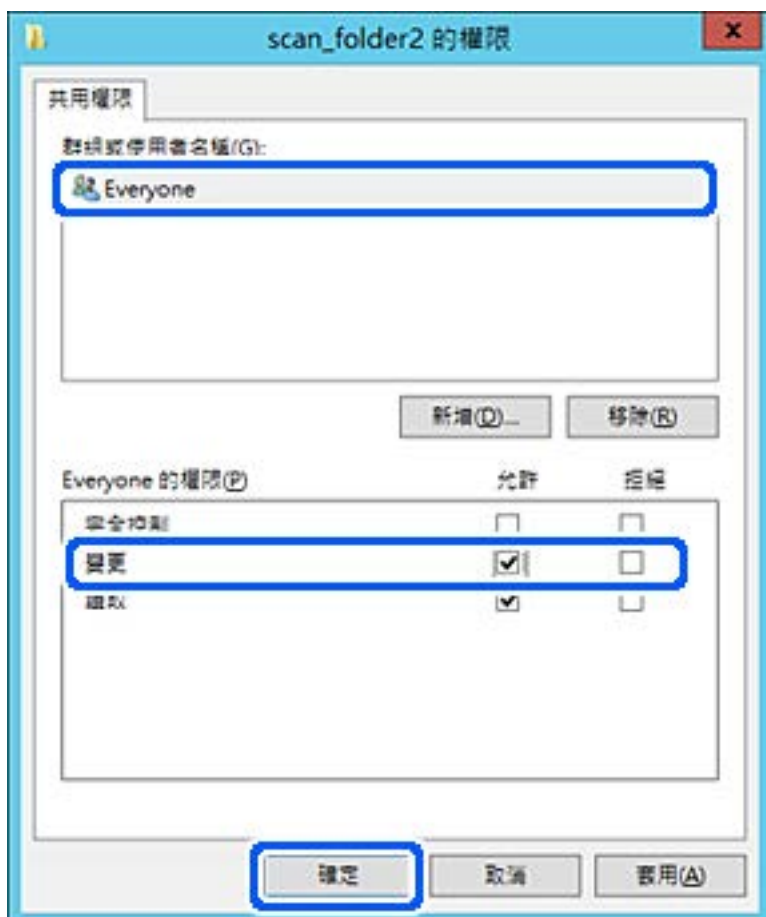 scan_folder2 的權限
共用權限
群組或使用者名稱(G):
Everyone
新增(D)... 移除(R)
Everyone 的權限(P) 允許 拒絕
完全控制
變更
讀取
確定 取消 套用(A)